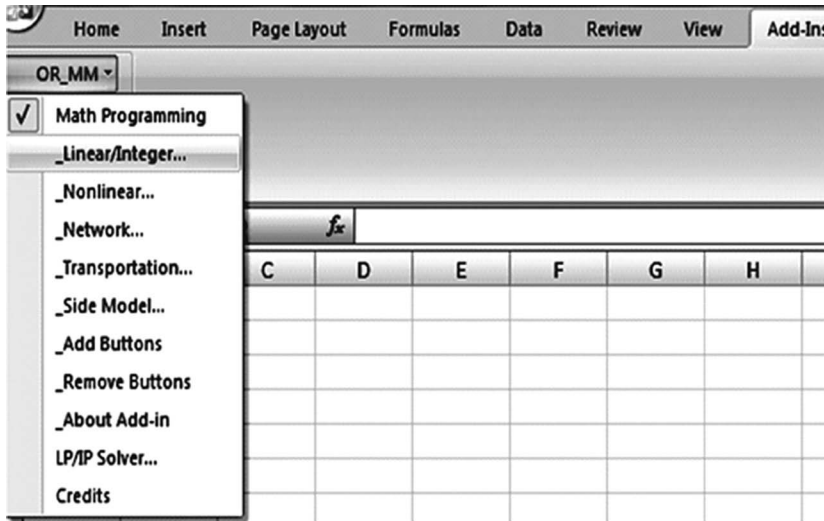 Home Insert Page Layout Formulas Data Review View Add-Ins
OR_MM
Math Programming
_Linear/Integer...
_Nonlinear...
_Network...
fx
_Transportation...
C D E F G H
_Side Model...
_Add Buttons
_Remove Buttons
_About Add-in
LP/IP Solver...
Credits